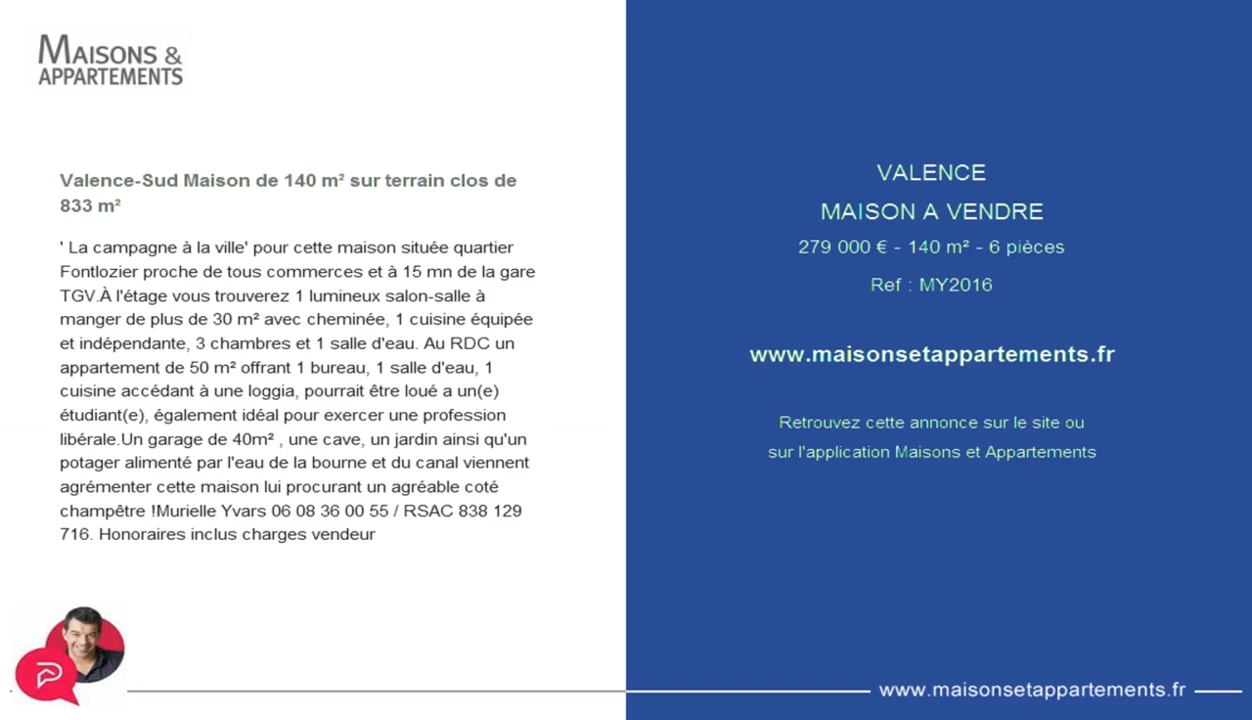 MAISONS &
APPARTEMENTS
Valence-Sud Maison de 140 m² sur terrain clos de
833 m²
' La campagne à la ville' pour cette maison située quartier
Fontlozier proche de tous commerces et à 15 mn de la gare
TGV.À l'étage vous trouverez 1 lumineux salon-salle à
manger de plus de 30 m² avec cheminée, 1 cuisine équipée
et indépendante, 3 chambres et 1 salle d'eau. Au RDC un
appartement de 50 m² offrant 1 bureau, 1 salle d'eau, 1
cuisine accédant à une loggia, pourrait être loué a un(e)
étudiant(e), également idéal pour exercer une profession
libérale.Un garage de 40m² , une cave, un jardin ainsi qu'un
potager alimenté par l'eau de la bourne et du canal viennent
agrémenter cette maison lui procurant un agréable coté
champêtre !Murielle Yvars 06 08 36 00 55 / RSAC 838 129
716. Honoraires inclus charges vendeur
VALENCE
MAISON A VENDRE
279 000 € - 140 m² - 6 pièces
Ref : MY2016
www.maisonsetappartements.fr
Retrouvez cette annonce sur le site ou
sur l'application Maisons et Appartements
www.maisonsetappartements.fr